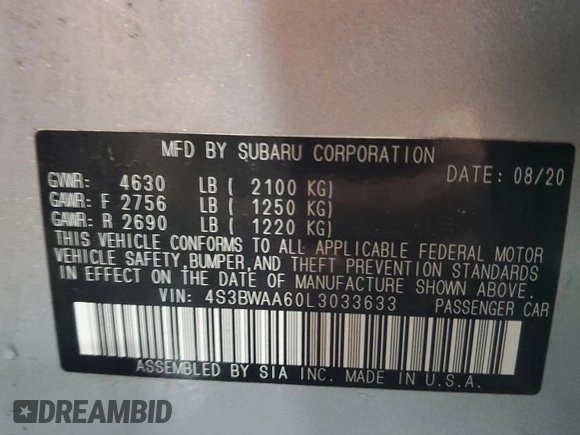 MFD BY SUBARU CORPORATION
DATE: 08/20
GVWR: 4630 LB ( 2100 KG)
GAWR: F 2756 LB ( 1250 KG)
GAWR: R 2690 LB ( 1220 KG)
THIS VEHICLE CONFORMS TO ALL APPLICABLE FEDERAL MOTOR
VEHICLE SAFETY, BUMPER, AND THEFT PREVENTION STANDARDS
IN EFFECT ON THE DATE OF MANUFACTURE SHOWN ABOVE.
VIN: 4S3BWAA60L3033633 PASSENGER CAR
ASSEMBLED BY SIA INC. MADE IN U.S.A.
DREAMBID